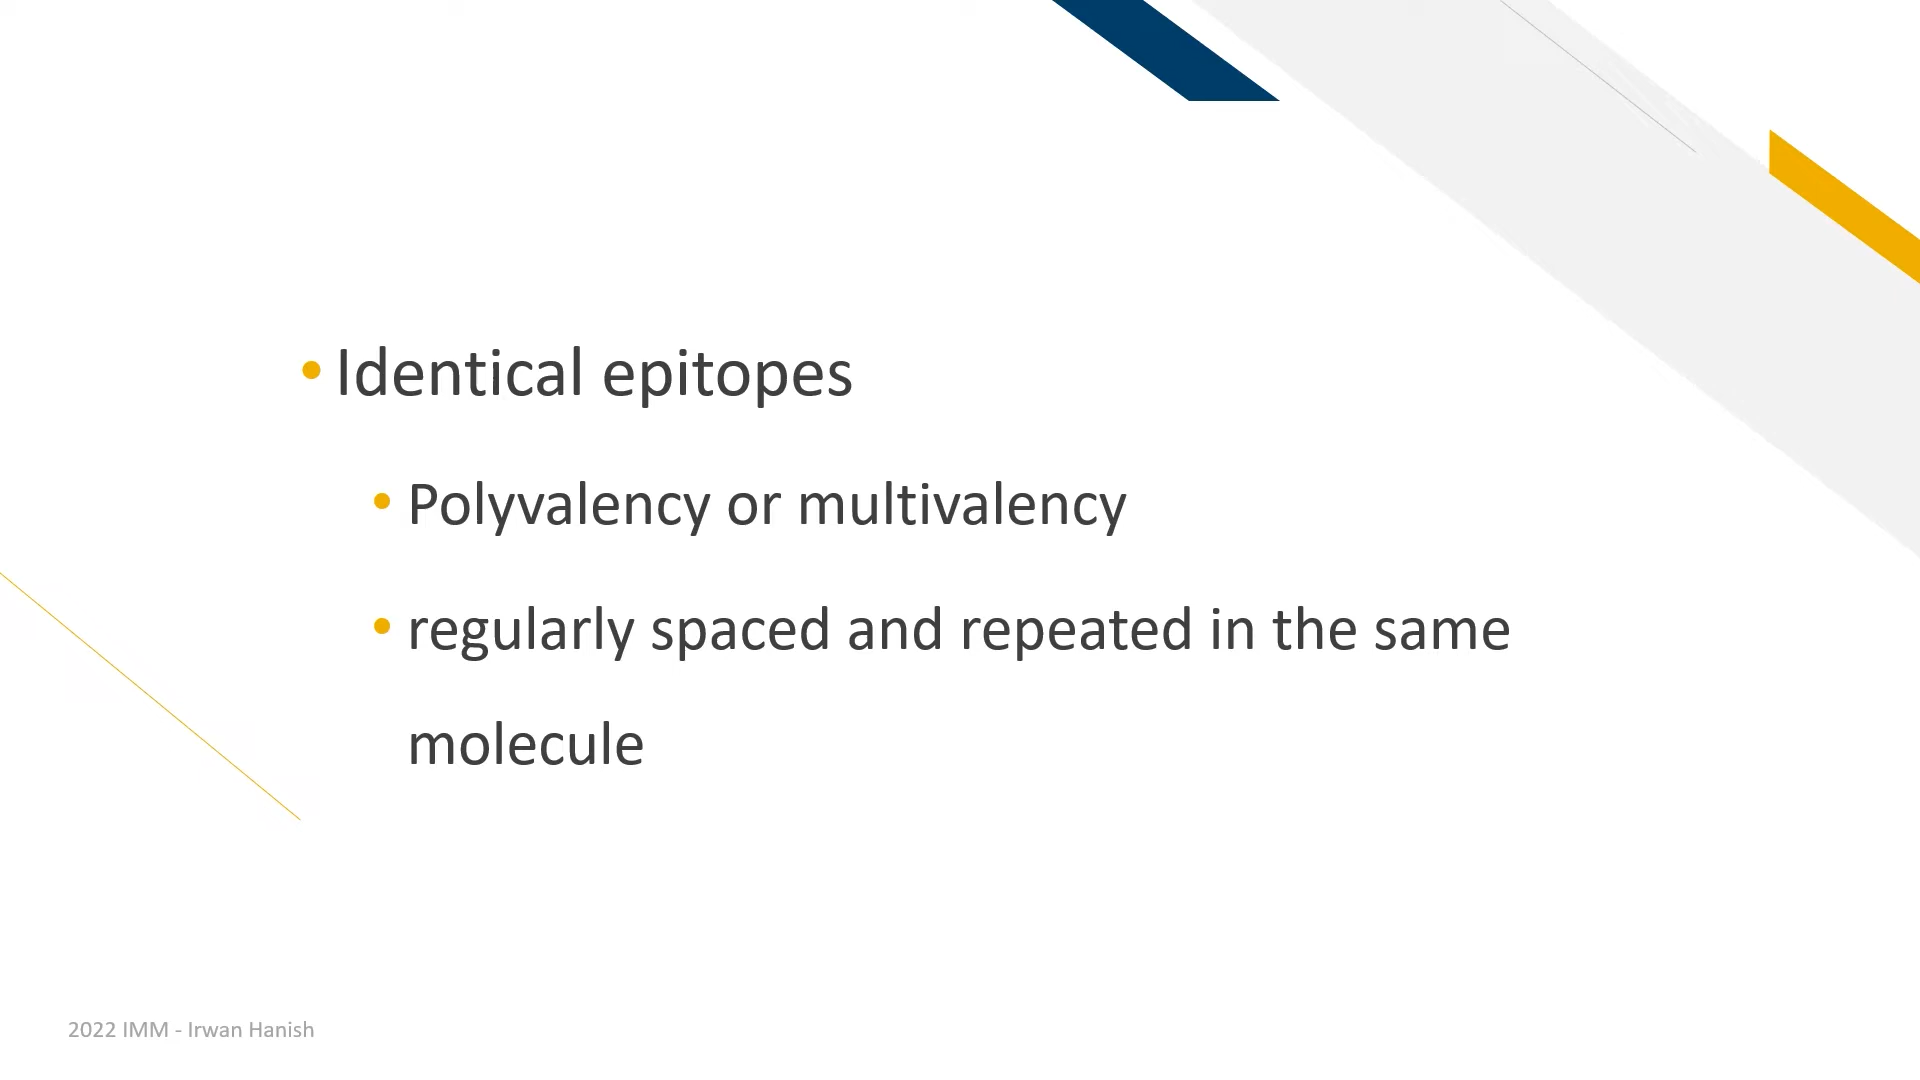 • Identical epitopes
• Polyvalency or multivalency
• regularly spaced and repeated in the same
molecule
2022 IMM - Irwan Hanish